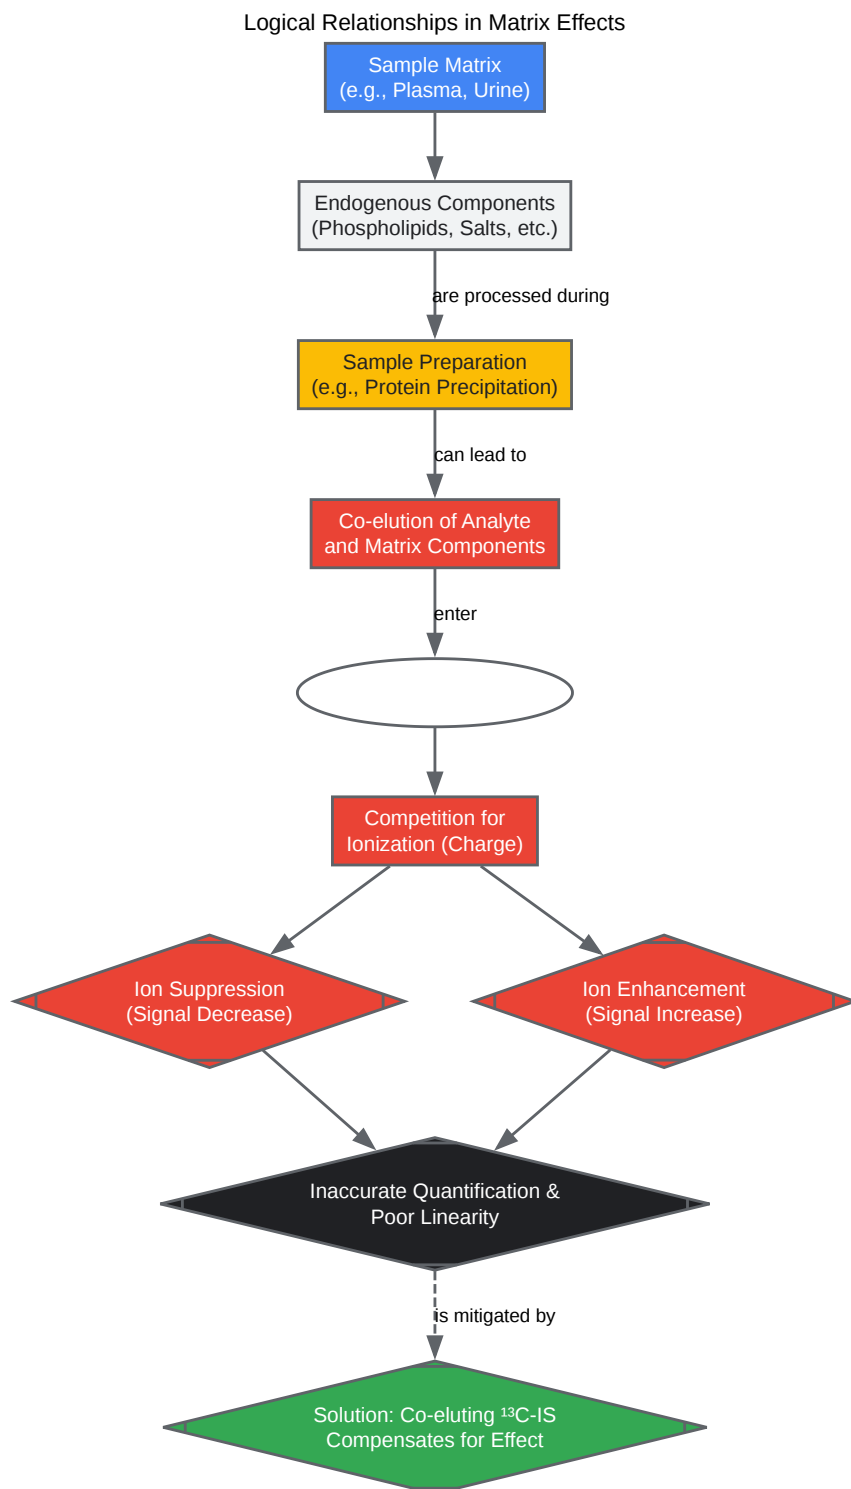 Logical Relationships in Matrix Effects
Sample Matrix
(e.g., Plasma, Urine)
Endogenous Components
(Phospholipids, Salts, etc.)
are processed during
Sample Preparation
(e.g., Protein Precipitation)
can lead to
Co-elution of Analyte
and Matrix Components
enter
Competition for
Ionization (Charge)
Ion Suppression
(Signal Decrease)
Ion Enhancement
(Signal Increase)
Inaccurate Quantification &
Poor Linearity
is mitigated by
Solution: Co-eluting ¹³C-IS
Compensates for Effect